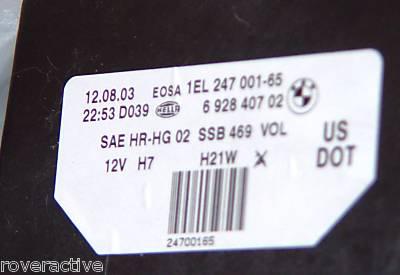 12.08.03 EOSA 1EL 247 001-65
22:53 D039 HELLA 6 928 407 02
SAE HR-HG 02 SSB 469 VOL US
12V H7 H21W X DOT
24700165
roveractive